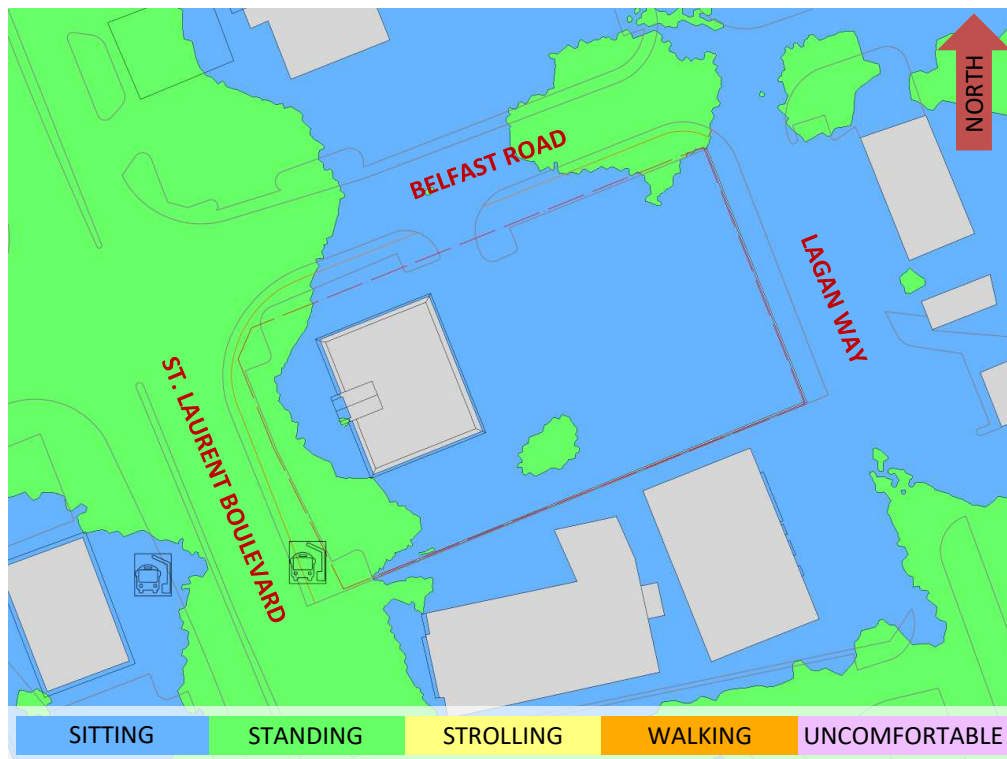 NORTH
BELFAST ROAD
LAGAN WAY
ST. LAURENT BOULEVARD
SITTING
STANDING
STROLLING
WALKING
UNCOMFORTABLE